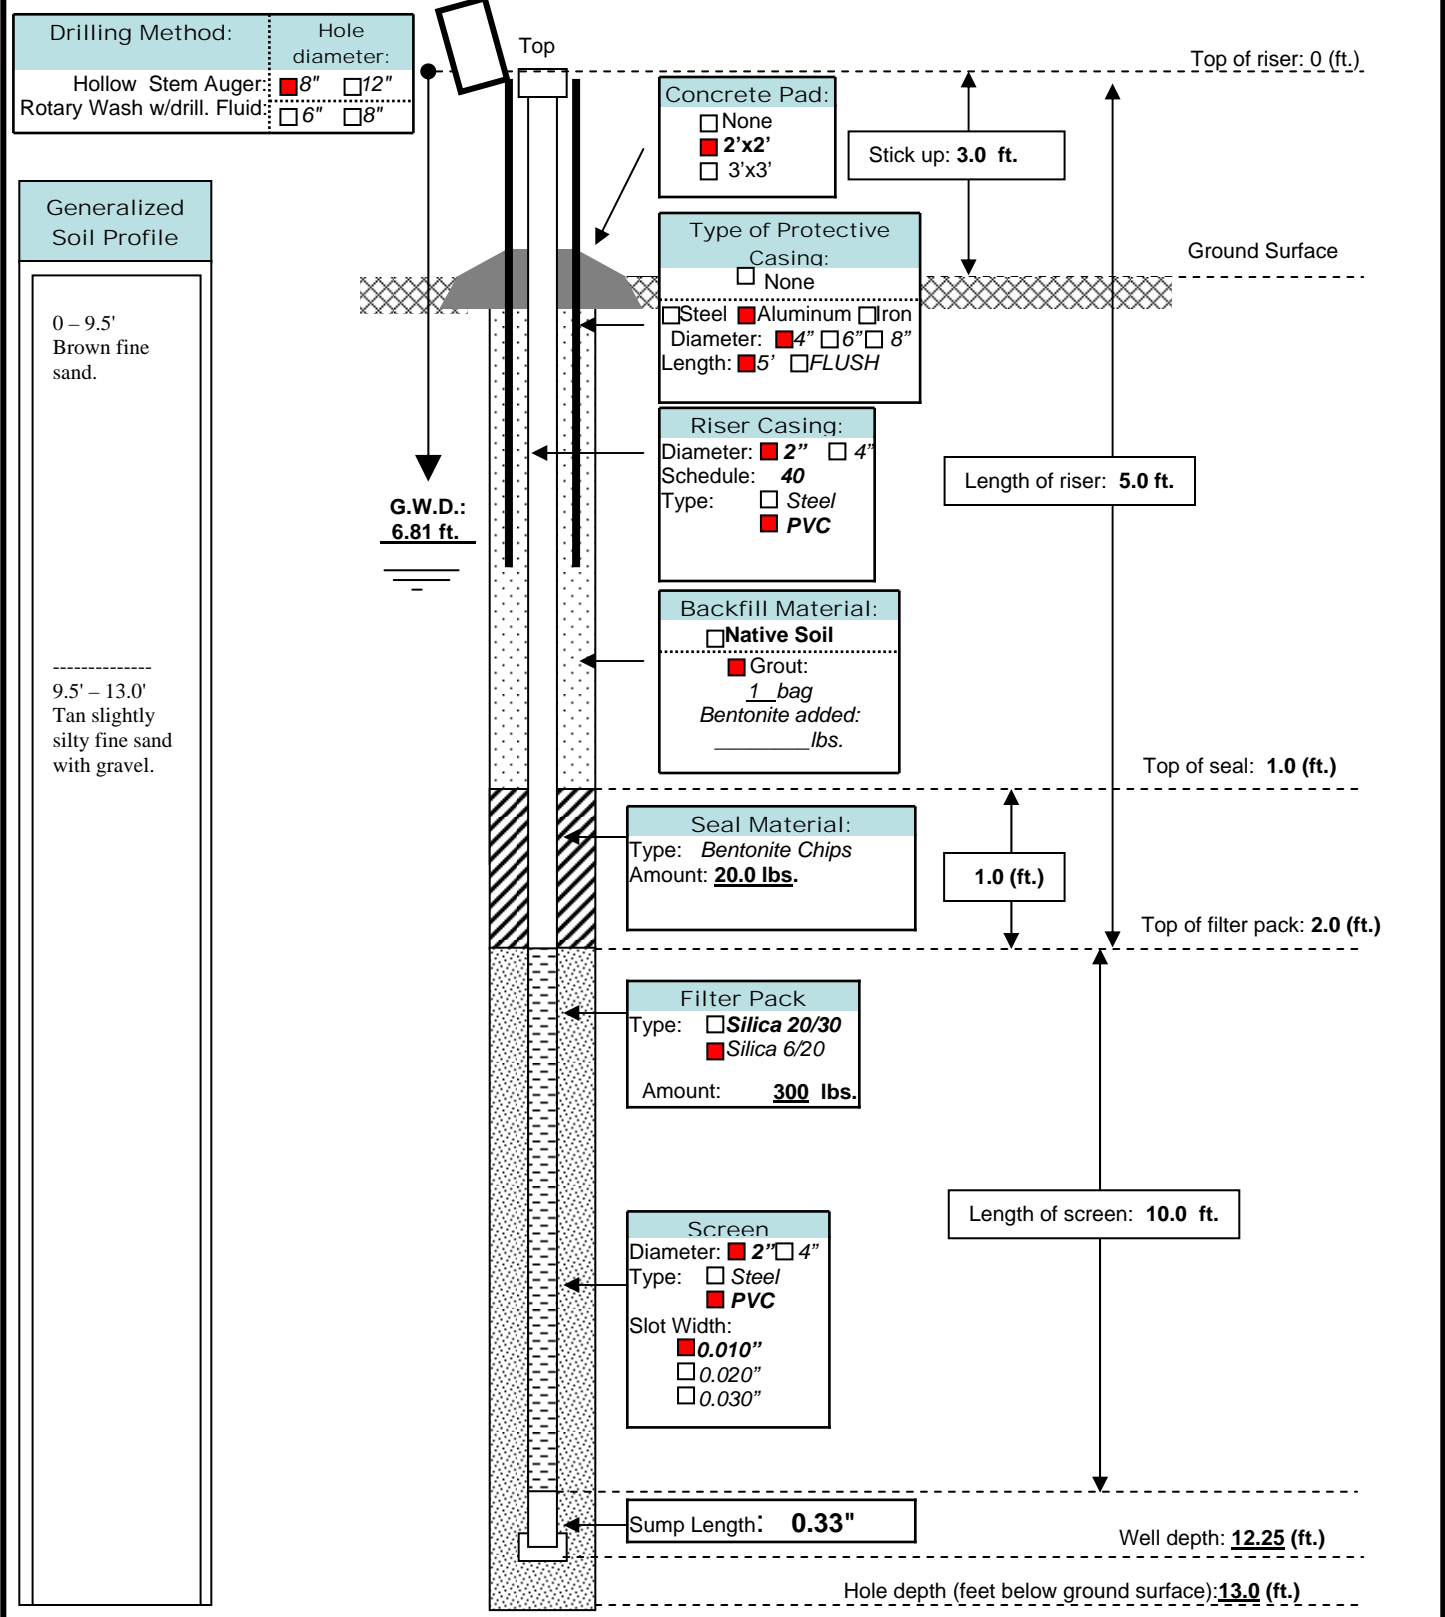 Drilling Method:
Hole
diameter:
Hollow Stem Auger: 8" 12"
Rotary Wash w/drill. Fluid: 6" 8"
Top
Top of riser: 0 (ft.)
Concrete Pad:
None
2'x2'
3'x3'
Stick up: 3.0 ft.
Generalized
Soil Profile
Type of Protective
Casing:
None
Steel Aluminum Iron
Diameter: 4” 6” 8”
Length: 5' FLUSH
Ground Surface
0 – 9.5'
Brown fine
sand.
Riser Casing:
Diameter: 2” 4”
Schedule: 40
Type: Steel
PVC
Length of riser: 5.0 ft.
G.W.D.:
6.81 ft.
Backfill Material:
Native Soil
Grout:
1 bag
Bentonite added:
________lbs.
--------------
9.5' – 13.0'
Tan slightly
silty fine sand
with gravel.
Top of seal: 1.0 (ft.)
Seal Material:
Type: Bentonite Chips
Amount: 20.0 lbs.
1.0 (ft.)
Top of filter pack: 2.0 (ft.)
Filter Pack
Type: Silica 20/30
Silica 6/20
Amount: 300 lbs.
Length of screen: 10.0 ft.
Screen
Diameter: 2” 4”
Type: Steel
PVC
Slot Width:
0.010”
0.020”
0.030”
Sump Length: 0.33"
Well depth: 12.25 (ft.)
Hole depth (feet below ground surface):13.0 (ft.)